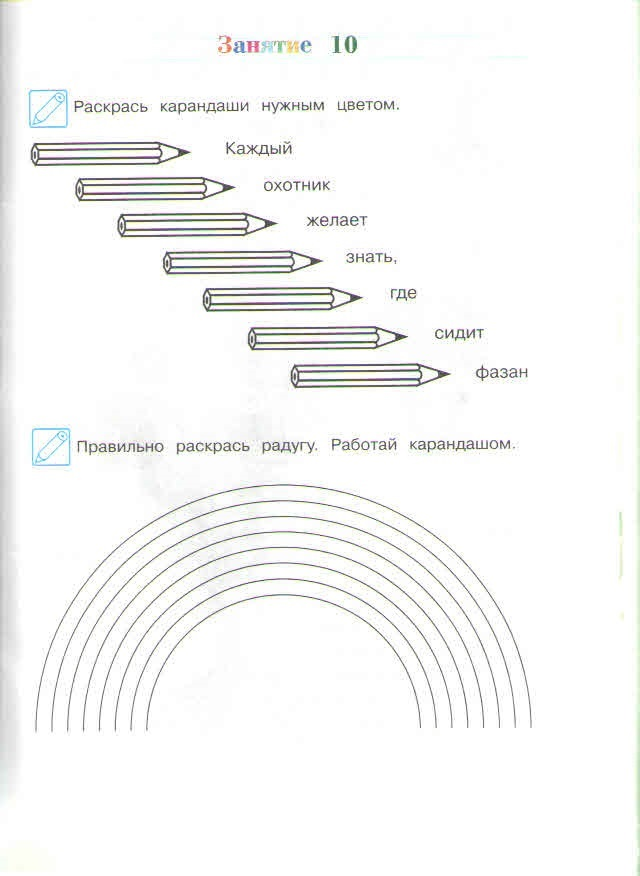 Занятие 10
Раскрась карандаши нужным цветом.
Каждый
охотник
желает
знать,
где
сидит
фазан
Правильно раскрась радугу. Работай карандашом.